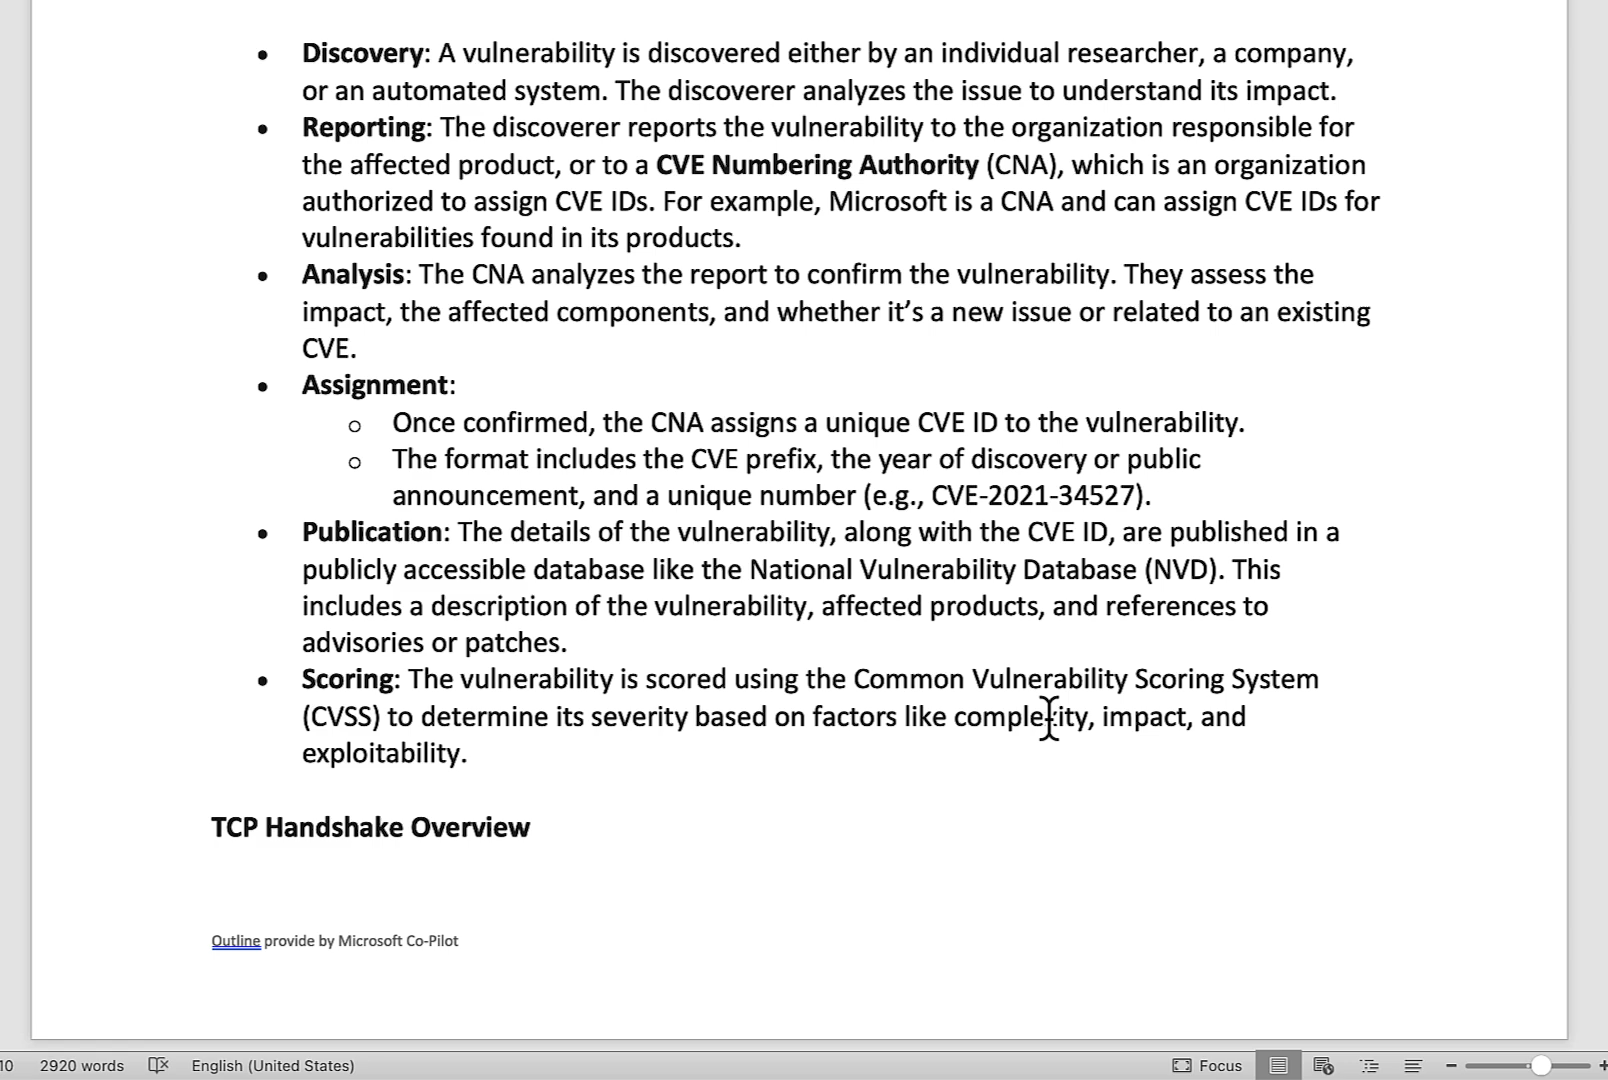 • Discovery: A vulnerability is discovered either by an individual researcher, a company,
or an automated system. The discoverer analyzes the issue to understand its impact.
• Reporting: The discoverer reports the vulnerability to the organization responsible for
the affected product, or to a CVE Numbering Authority (CNA), which is an organization
authorized to assign CVE IDs. For example, Microsoft is a CNA and can assign CVE IDs for
vulnerabilities found in its products.
• Analysis: The CNA analyzes the report to confirm the vulnerability. They assess the
impact, the affected components, and whether it’s a new issue or related to an existing
CVE.
• Assignment:
o Once confirmed, the CNA assigns a unique CVE ID to the vulnerability.
o The format includes the CVE prefix, the year of discovery or public
announcement, and a unique number (e.g., CVE-2021-34527).
• Publication: The details of the vulnerability, along with the CVE ID, are published in a
publicly accessible database like the National Vulnerability Database (NVD). This
includes a description of the vulnerability, affected products, and references to
advisories or patches.
• Scoring: The vulnerability is scored using the Common Vulnerability Scoring System
(CVSS) to determine its severity based on factors like complexity, impact, and
exploitability.
TCP Handshake Overview
Outline provide by Microsoft Co-Pilot
10 2920 words English (United States) Focus